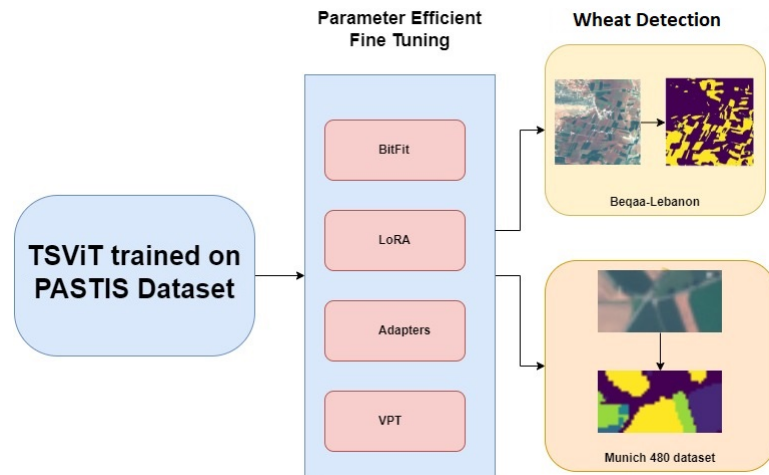 Parameter Efficient
Fine Tuning
Wheat Detection
TSViT trained on
PASTIS Dataset
BitFit
LoRA
Adapters
VPT
Beqaa-Lebanon
Munich 480 dataset